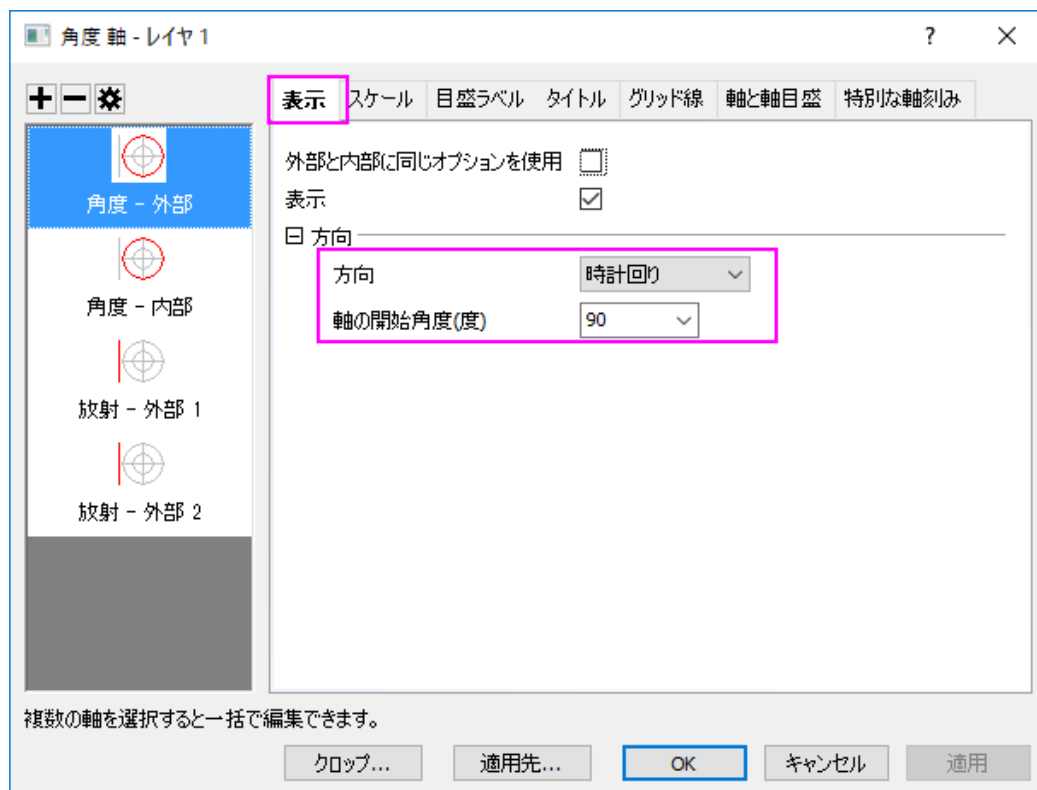 角度 軸 - レイヤ 1
?
表示 スケール 目盛ラベル タイトル グリッド線 軸と軸目盛 特別な軸刻み
角度 - 外部
角度 - 内部
放射 - 外部 1
放射 - 外部 2
外部と内部に同じオプションを使用
表示
方向
方向 時計回り
軸の開始角度(度) 90
複数の軸を選択すると一括で編集できます。
クロップ... 適用先... OK キャンセル 適用